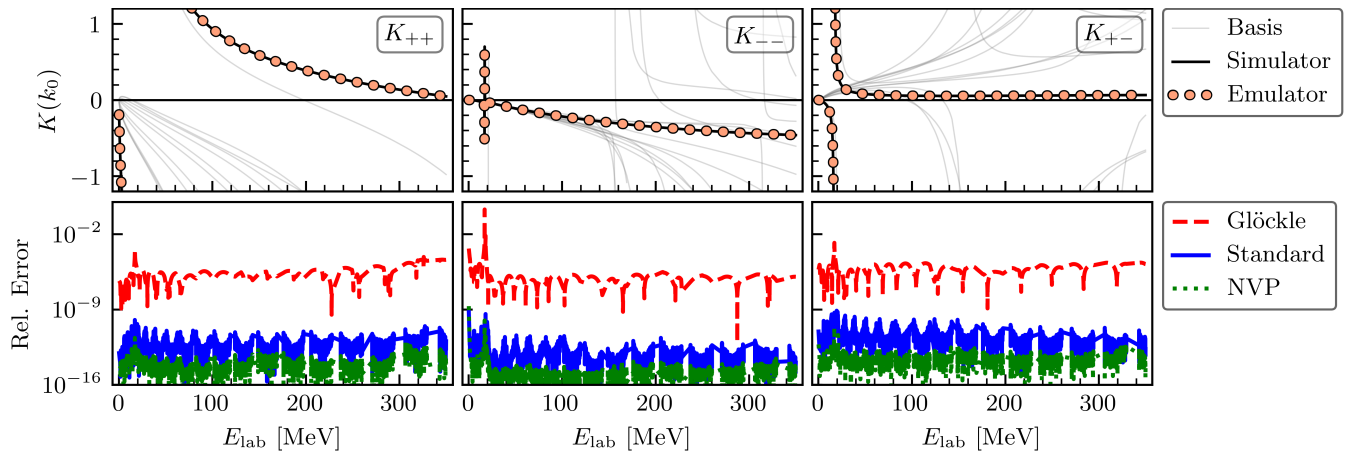 1
0
−1
K(k₀)
K₊₊
K₋₋
K₊₋
Basis
Simulator
Emulator
10⁻²
10⁻⁹
10⁻¹⁶
Rel. Error
Glöckle
Standard
NVP
0 100 200 300
0 100 200 300
0 100 200 300
E_lab [MeV]
E_lab [MeV]
E_lab [MeV]